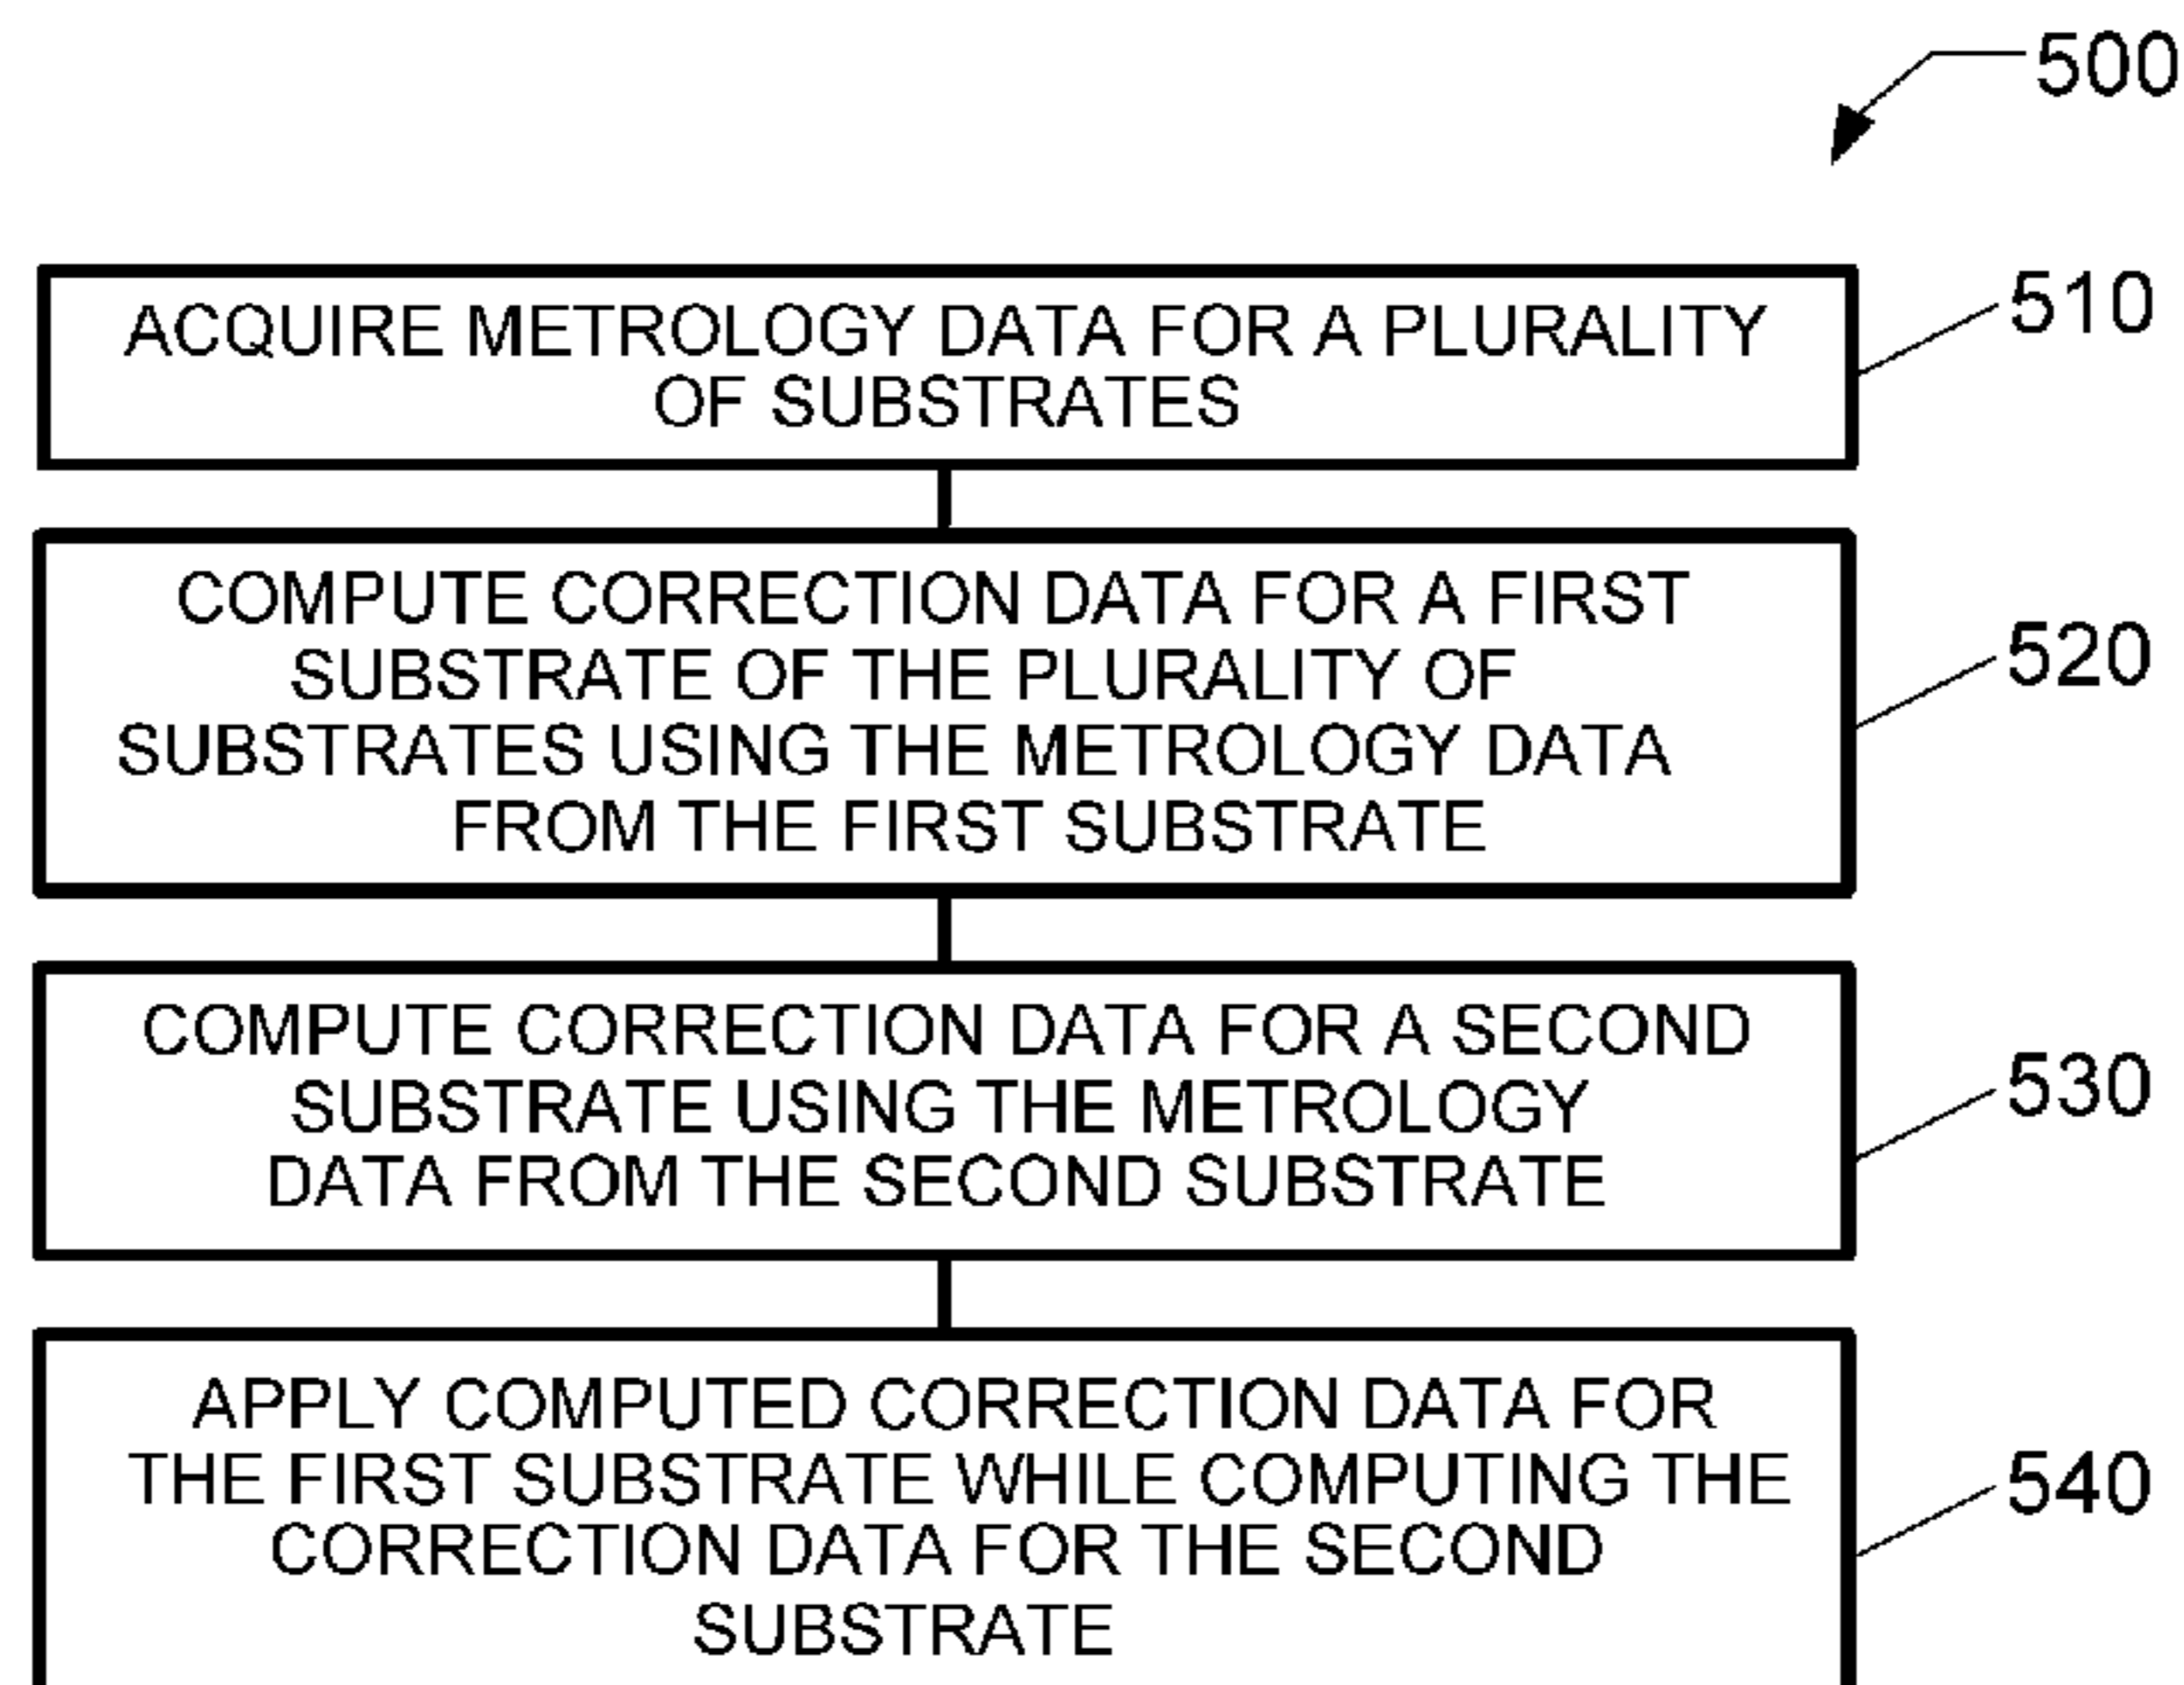 500
ACQUIRE METROLOGY DATA FOR A PLURALITY
OF SUBSTRATES
510
COMPUTE CORRECTION DATA FOR A FIRST
SUBSTRATE OF THE PLURALITY OF
SUBSTRATES USING THE METROLOGY DATA
FROM THE FIRST SUBSTRATE
520
COMPUTE CORRECTION DATA FOR A SECOND
SUBSTRATE USING THE METROLOGY
DATA FROM THE SECOND SUBSTRATE
530
APPLY COMPUTED CORRECTION DATA FOR
THE FIRST SUBSTRATE WHILE COMPUTING THE
CORRECTION DATA FOR THE SECOND
SUBSTRATE
540